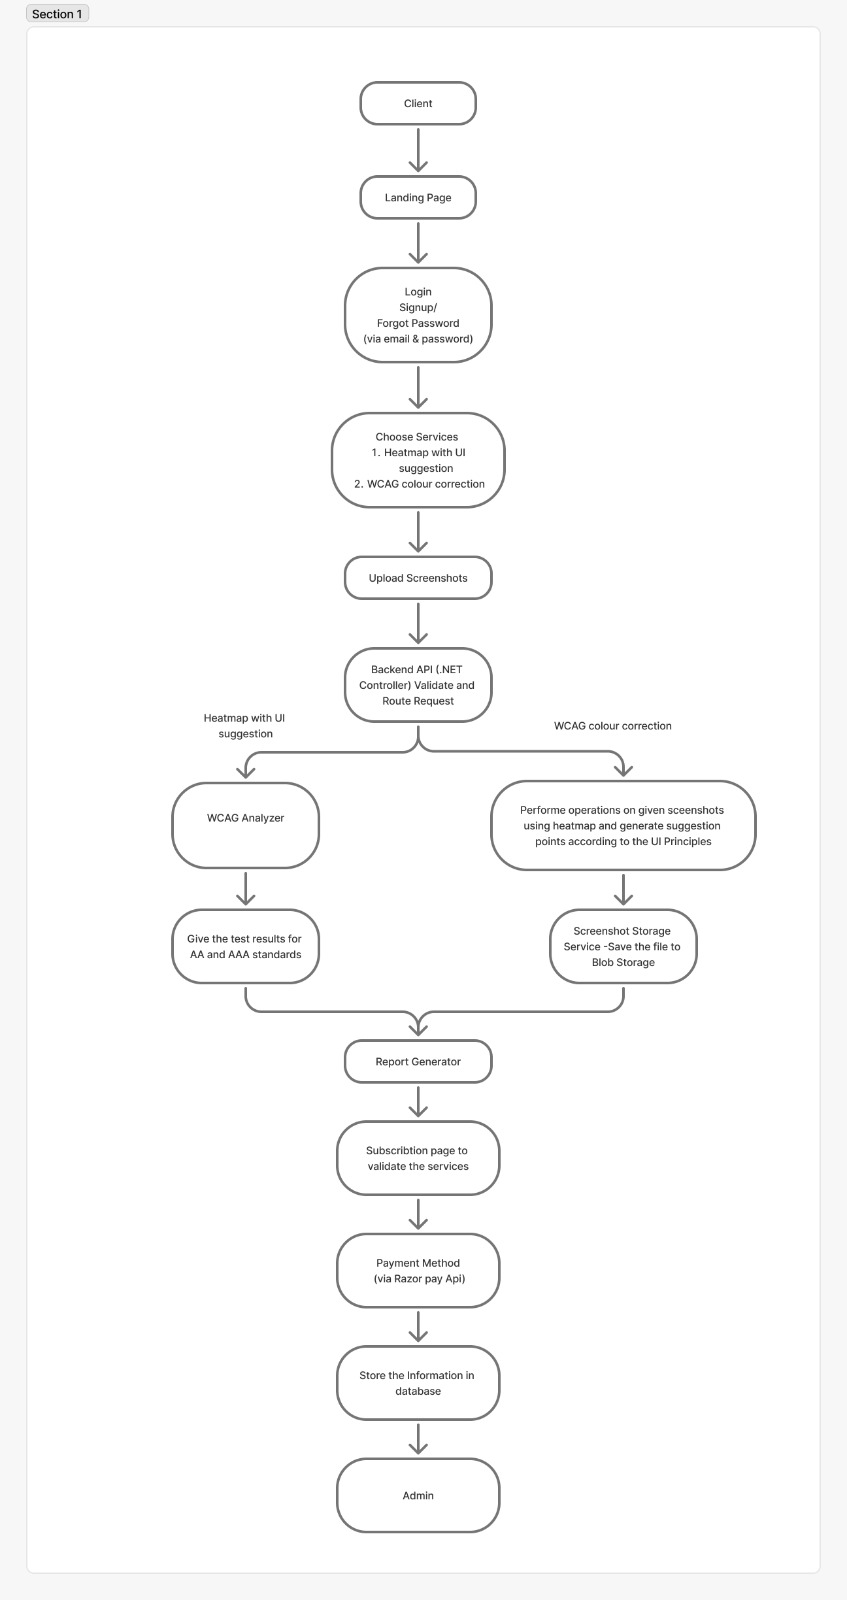 Section 1
Client
Landing Page
Login
Signup/
Forgot Password
(via email & password)
Choose Services
1. Heatmap with UI
suggestion
2. WCAG colour correction
Upload Screenshots
Backend API (.NET
Controller) Validate and
Route Request
Heatmap with UI
suggestion
WCAG colour correction
WCAG Analyzer
Performe operations on given sceenshots
using heatmap and generate suggestion
points according to the UI Principles
Give the test results for
AA and AAA standards
Screenshot Storage
Service -Save the file to
Blob Storage
Report Generator
Subscribtion page to
validate the services
Payment Method
(via Razor pay Api)
Store the Information in
database
Admin